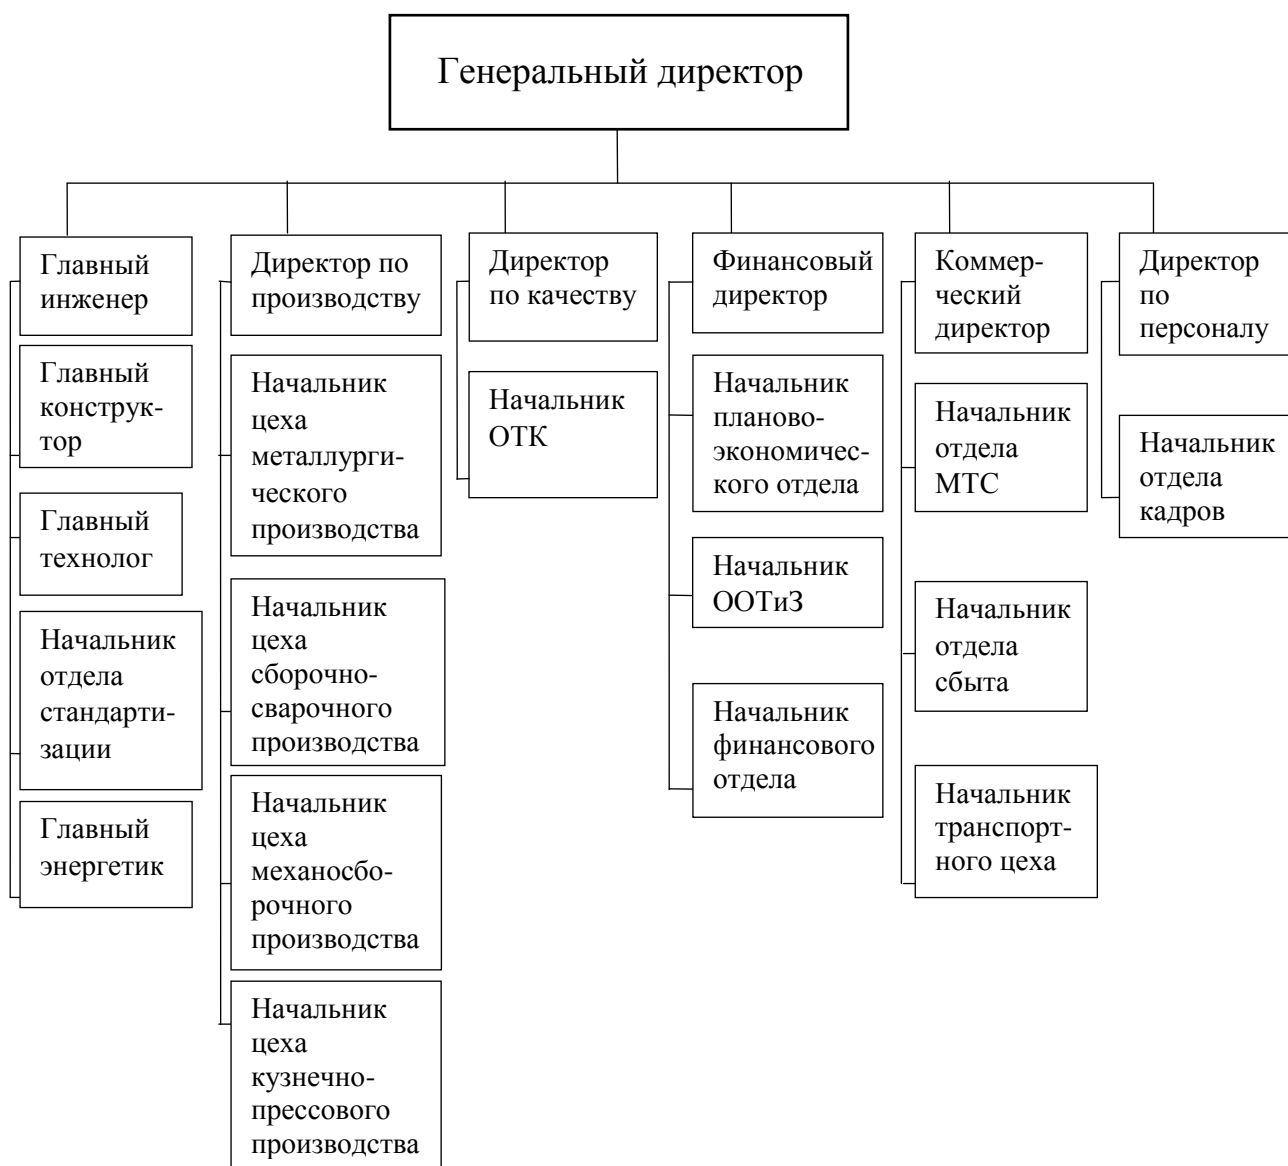 Генеральный директор
Главный
инженер
Главный
конструк-
тор
Главный
технолог
Начальник
отдела
стандарти-
зации
Главный
энергетик
Директор по
производству
Начальник
цеха
металлурги-
ческого
производства
Начальник
цеха
сборочно-
сварочного
производства
Начальник
цеха
механосбо-
рочного
производства
Начальник
цеха
кузнечно-
прессового
производства
Директор
по качеству
Начальник
ОТК
Финансовый
директор
Начальник
планово-
экономичес-
кого отдела
Начальник
ООТиЗ
Начальник
финансового
отдела
Коммер-
ческий
директор
Начальник
отдела
МТС
Начальник
отдела
сбыта
Начальник
транспорт-
ного цеха
Директор
по
персоналу
Начальник
отдела
кадров